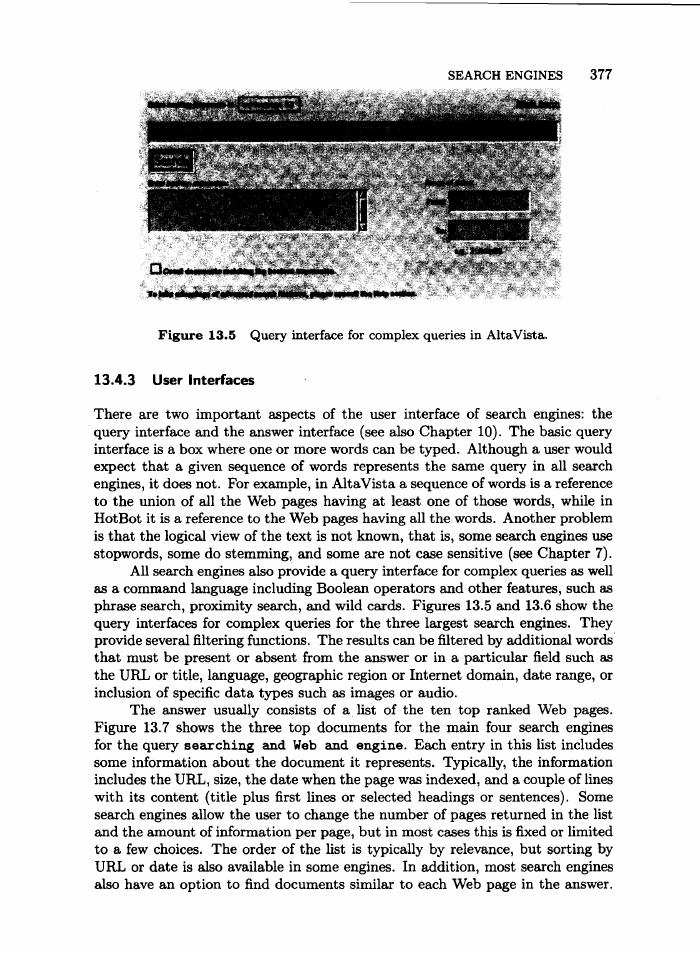 SEARCH ENGINES 377
Figure 13.5 Query interface for complex queries in AltaVista.
13.4.3 User Interfaces
There are two important aspects of the user interface of search engines: the
query interface and the answer interface (see also Chapter 10). The basic query
interface is a box where one or more words can be typed. Although a user would
expect that a given sequence of words represents the same query in all search
engines, it does not. For example, in AltaVista a sequence of words is a reference
to the union of all the Web pages having at least one of those words, while in
HotBot it is a reference to the Web pages having all the words. Another problem
is that the logical view of the text is not known, that is, some search engines use
stopwords, some do stemming, and some are not case sensitive (see Chapter 7).
All search engines also provide a query interface for complex queries as well
as a command language including Boolean operators and other features, such as
phrase search, proximity search, and wild cards. Figures 13.5 and 13.6 show the
query interfaces for complex queries for the three largest search engines. They
provide several filtering functions. The results can be filtered by additional words
that must be present or absent from the answer or in a particular field such as
the URL or title, language, geographic region or Internet domain, date range, or
inclusion of specific data types such as images or audio.
The answer usually consists of a list of the ten top ranked Web pages.
Figure 13.7 shows the three top documents for the main four search engines
for the query searching and Web and engine. Each entry in this list includes
some information about the document it represents. Typically, the information
includes the URL, size, the date when the page was indexed, and a couple of lines
with its content (title plus first lines or selected headings or sentences). Some
search engines allow the user to change the number of pages returned in the list
and the amount of information per page, but in most cases this is fixed or limited
to a few choices. The order of the list is typically by relevance, but sorting by
URL or date is also available in some engines. In addition, most search engines
also have an option to find documents similar to each Web page in the answer.